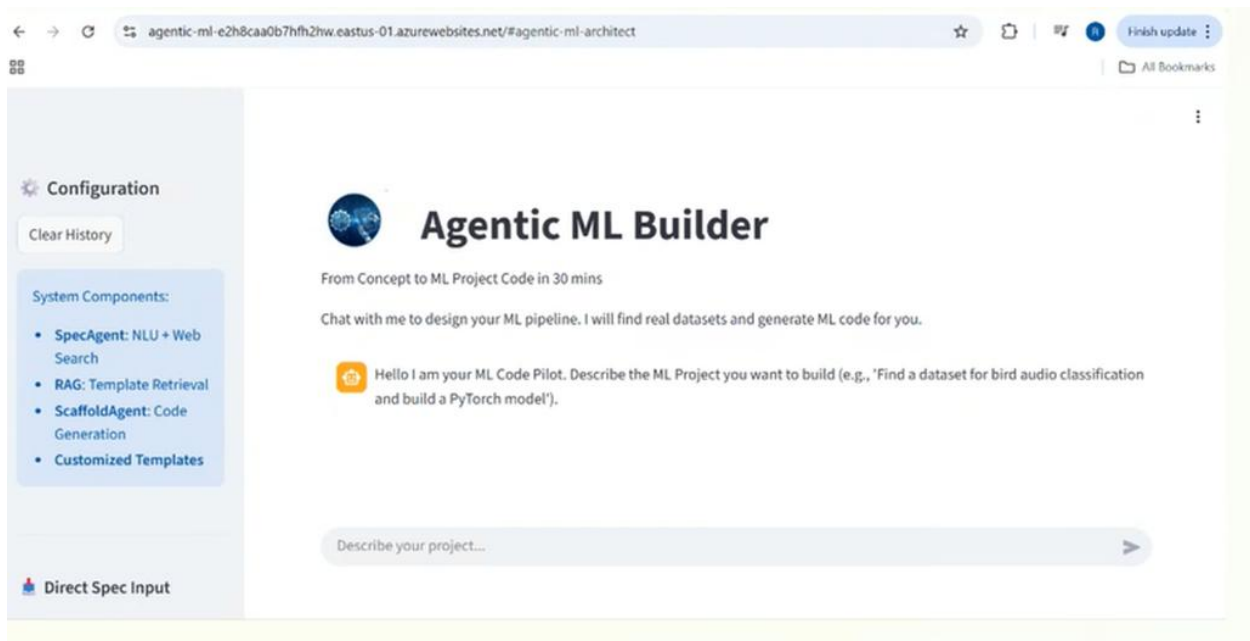 agentic-ml-e2h8caa0b7hfh2hw.eastus-01.azurewebsites.net/#agentic-ml-architect
R
Finish update
All Bookmarks
Configuration
Clear History
System Components:
SpecAgent: NLU + Web
Search
RAG: Template Retrieval
ScaffoldAgent: Code
Generation
Customized Templates
Direct Spec Input
Agentic ML Builder
From Concept to ML Project Code in 30 mins
Chat with me to design your ML pipeline. I will find real datasets and generate ML code for you.
Hello I am your ML Code Pilot. Describe the ML Project you want to build (e.g., 'Find a dataset for bird audio classification
and build a PyTorch model').
Describe your project...